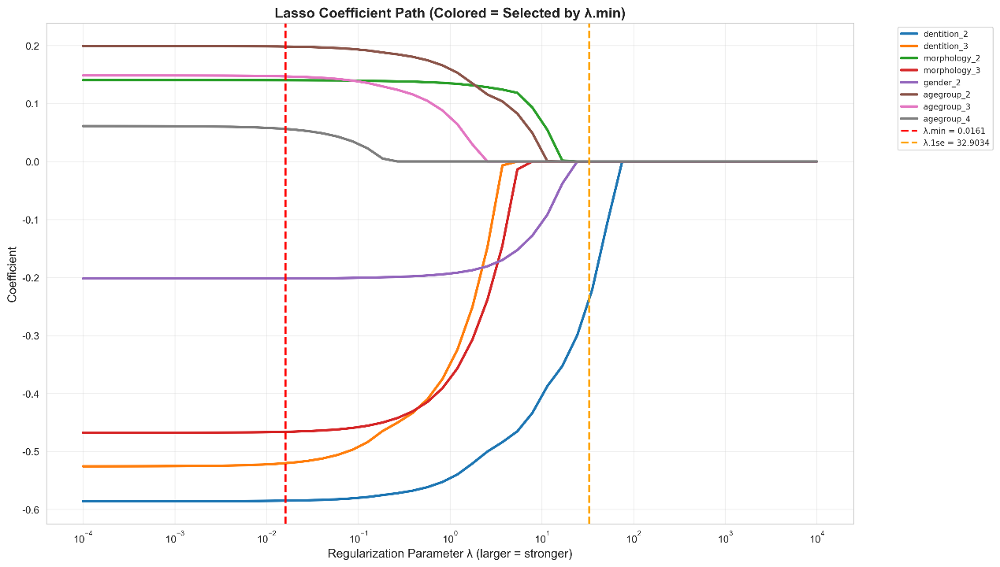 Lasso Coefficient Path (Colored = Selected by λ.min)
0.2
0.1
0.0
-0.1
-0.2
-0.3
-0.4
-0.5
-0.6
Coefficient
10⁻⁴
10⁻³
10⁻²
10⁻¹
10⁰
10¹
10²
10³
10⁴
Regularization Parameter λ (larger = stronger)
dentition_2
dentition_3
morphology_2
morphology_3
gender_2
agegroup_2
agegroup_3
agegroup_4
λ.min = 0.0161
λ.1se = 32.9034